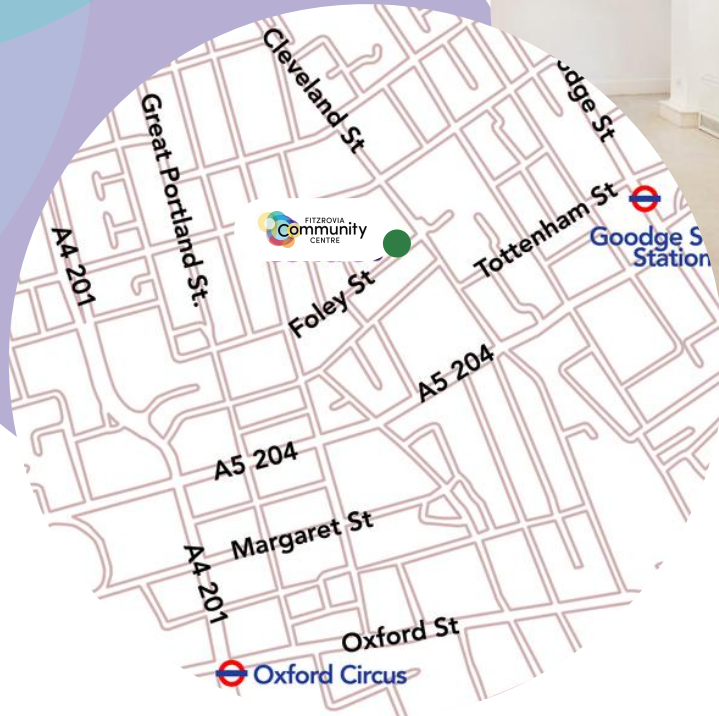 Cleveland St
Great Portland St.
FITZROVIA
Community
CENTRE
Tottenham St
Goodge S
Station
A4 201
Foley St
A5 204
A5 204
Margaret St
A4 201
Oxford St
Oxford Circus